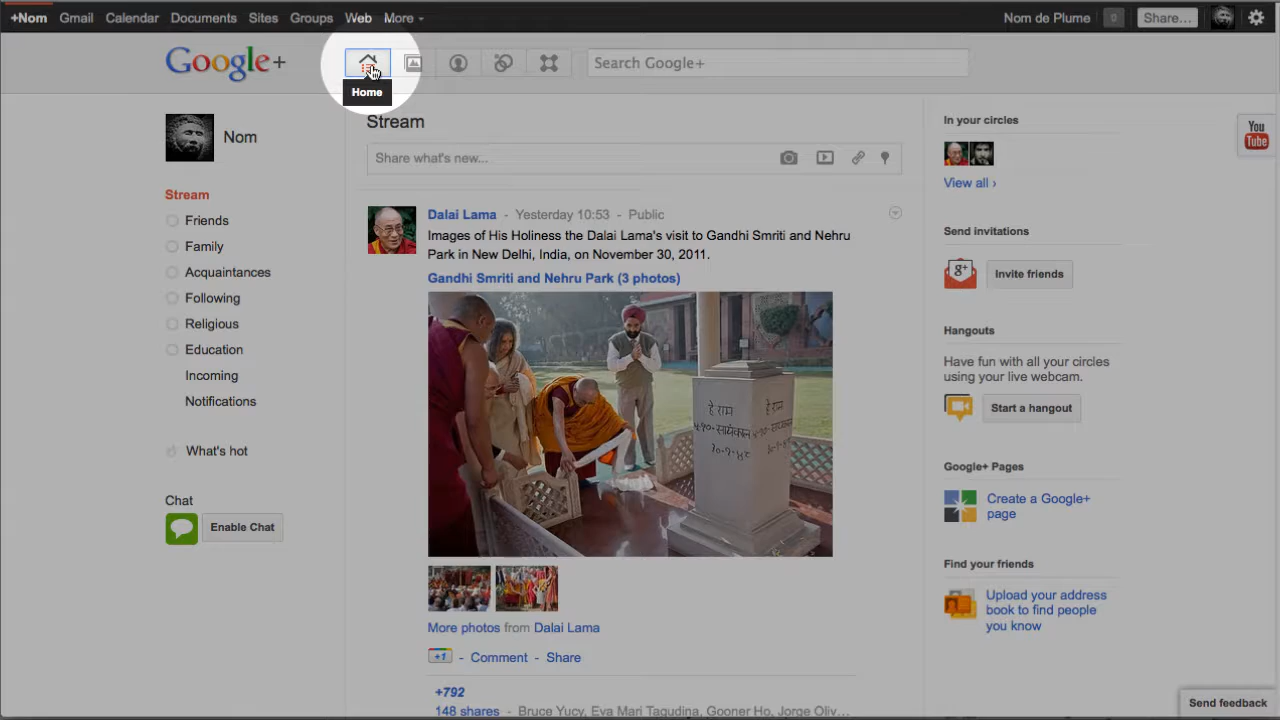 +Nom Gmail Calendar Documents Sites Groups Web More
Nom de Plume 0 Share...
Google+
Search Google+
Home
Nom
Stream
Friends
Family
Acquaintances
Following
Religious
Education
Incoming
Notifications
What's hot
Chat
Enable Chat
Stream
Share what's new...
Dalai Lama - Yesterday 10:53 - Public
Images of His Holiness the Dalai Lama's visit to Gandhi Smriti and Nehru
Park in New Delhi, India, on November 30, 2011.
Gandhi Smriti and Nehru Park (3 photos)
हे राम
हे राम
More photos from Dalai Lama
+1 - Comment - Share
+792
148 shares - Bruce Yucy, Eva Mari Tagudina, Gooner Ho, Jorge Oliv...
In your circles
View all ›
Send invitations
g+
Invite friends
Hangouts
Have fun with all your circles
using your live webcam.
Start a hangout
Google+ Pages
Create a Google+
page
Find your friends
Upload your address
book to find people
you know
You
Tube
Send feedback